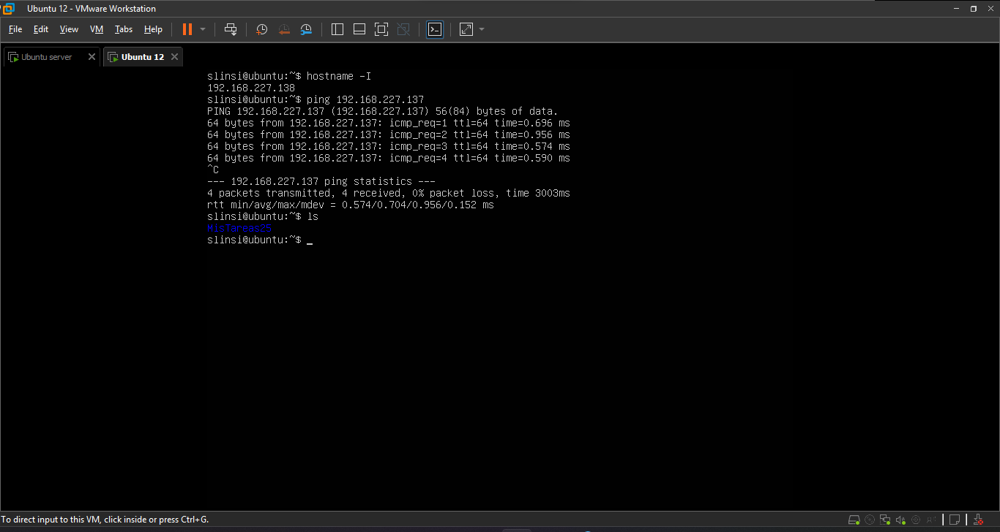 Ubuntu 12 - VMware Workstation
File Edit View VM Tabs Help
Ubuntu server
Ubuntu 12
slinsi@ubuntu:~$ hostname -I
192.168.227.138
slinsi@ubuntu:~$ ping 192.168.227.137
PING 192.168.227.137 (192.168.227.137) 56(84) bytes of data.
64 bytes from 192.168.227.137: icmp_req=1 ttl=64 time=0.696 ms
64 bytes from 192.168.227.137: icmp_req=2 ttl=64 time=0.956 ms
64 bytes from 192.168.227.137: icmp_req=3 ttl=64 time=0.574 ms
64 bytes from 192.168.227.137: icmp_req=4 ttl=64 time=0.590 ms
^C
--- 192.168.227.137 ping statistics ---
4 packets transmitted, 4 received, 0% packet loss, time 3003ms
rtt min/avg/max/mdev = 0.574/0.704/0.956/0.152 ms
slinsi@ubuntu:~$ ls
MisTareas25
slinsi@ubuntu:~$ _
To direct input to this VM, click inside or press Ctrl+G.